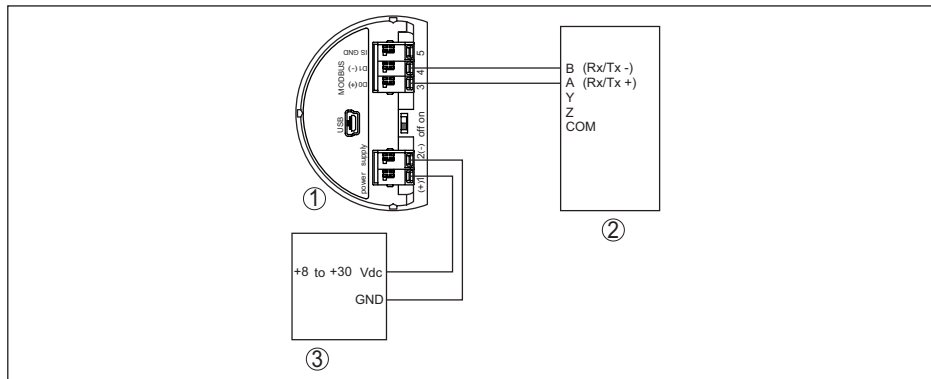 IS GND
MODBUS
D1 (-)
D0 (+)
5
4
3
USB
off on
power supply
2(-)
(+)1
1
B (Rx/Tx -)
A (Rx/Tx +)
Y
Z
COM
2
+8 to +30 Vdc
GND
3